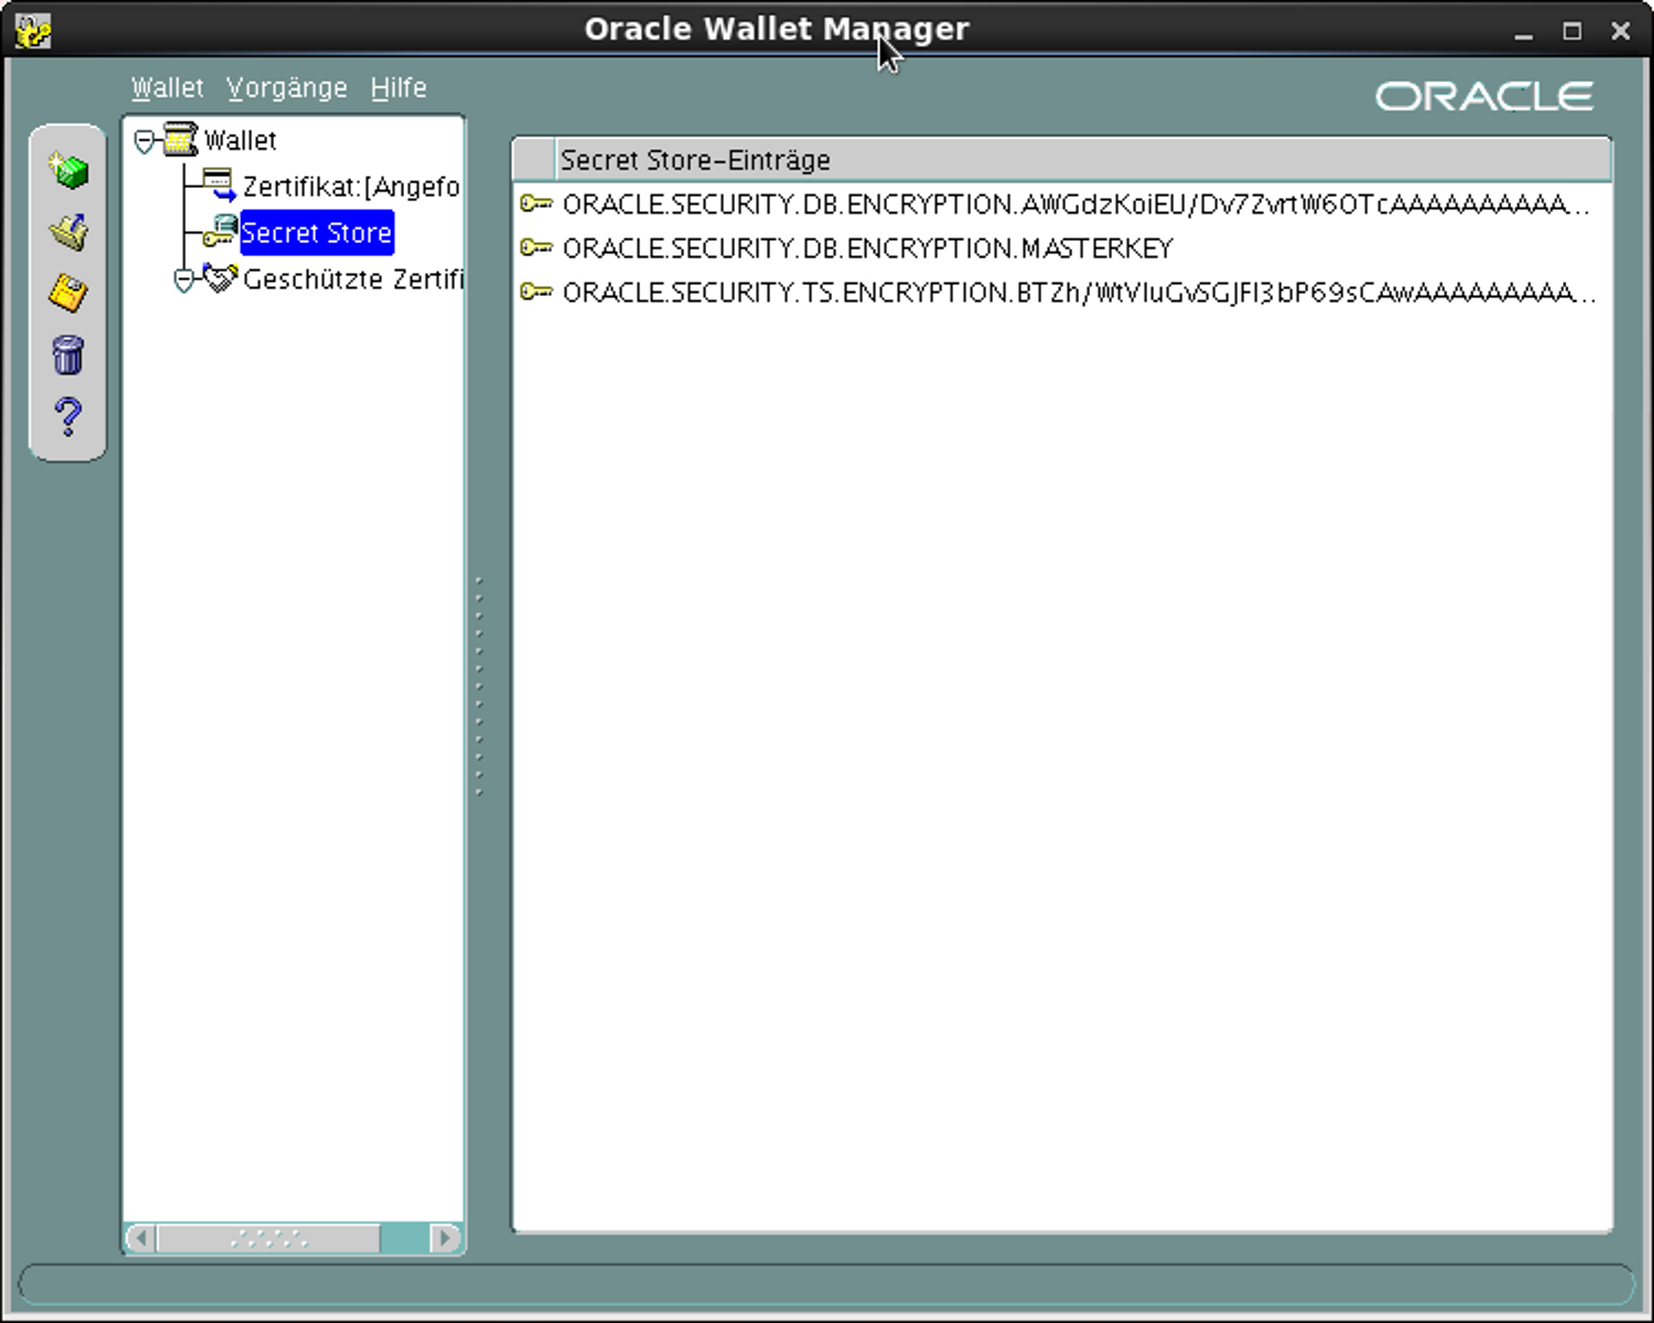 Oracle Wallet Manager
Wallet Vorgänge Hilfe
ORACLE
Wallet
Zertifikat:[Angefo
Secret Store
Geschützte Zertifi
Secret Store-Einträge
ORACLE.SECURITY.DB.ENCRYPTION.AWGdzKoiEU/Dv7ZvrtW6OTcAAAAAAAAAA...
ORACLE.SECURITY.DB.ENCRYPTION.MASTERKEY
ORACLE.SECURITY.TS.ENCRYPTION.BTZh/WtVluGvSGJFl3bP69sCAwAAAAAAAAA...